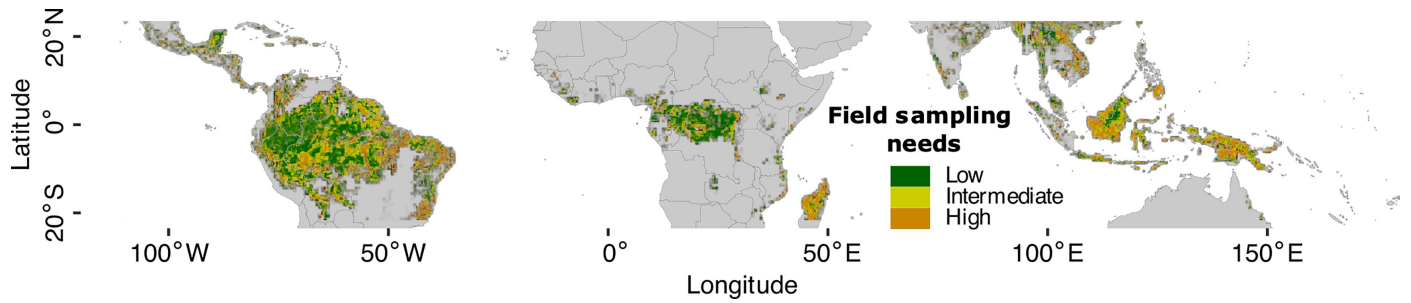 20°N
0°
20°S
Latitude
Field sampling
needs
Low
Intermediate
High
100°W
50°W
0°
50°E
100°E
150°E
Longitude